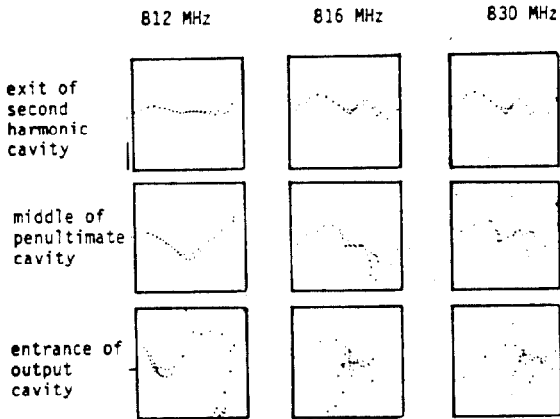 812 MHz 816 MHz 830 MHz
exit of
second
harmonic
cavity
middle of
penultimate
cavity
entrance of
output
cavity